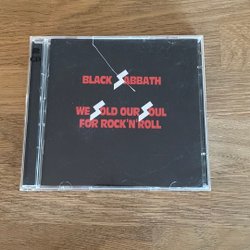 BLACK SABBATH
WE SOLD OUR SOUL
FOR ROCK'N'ROLL